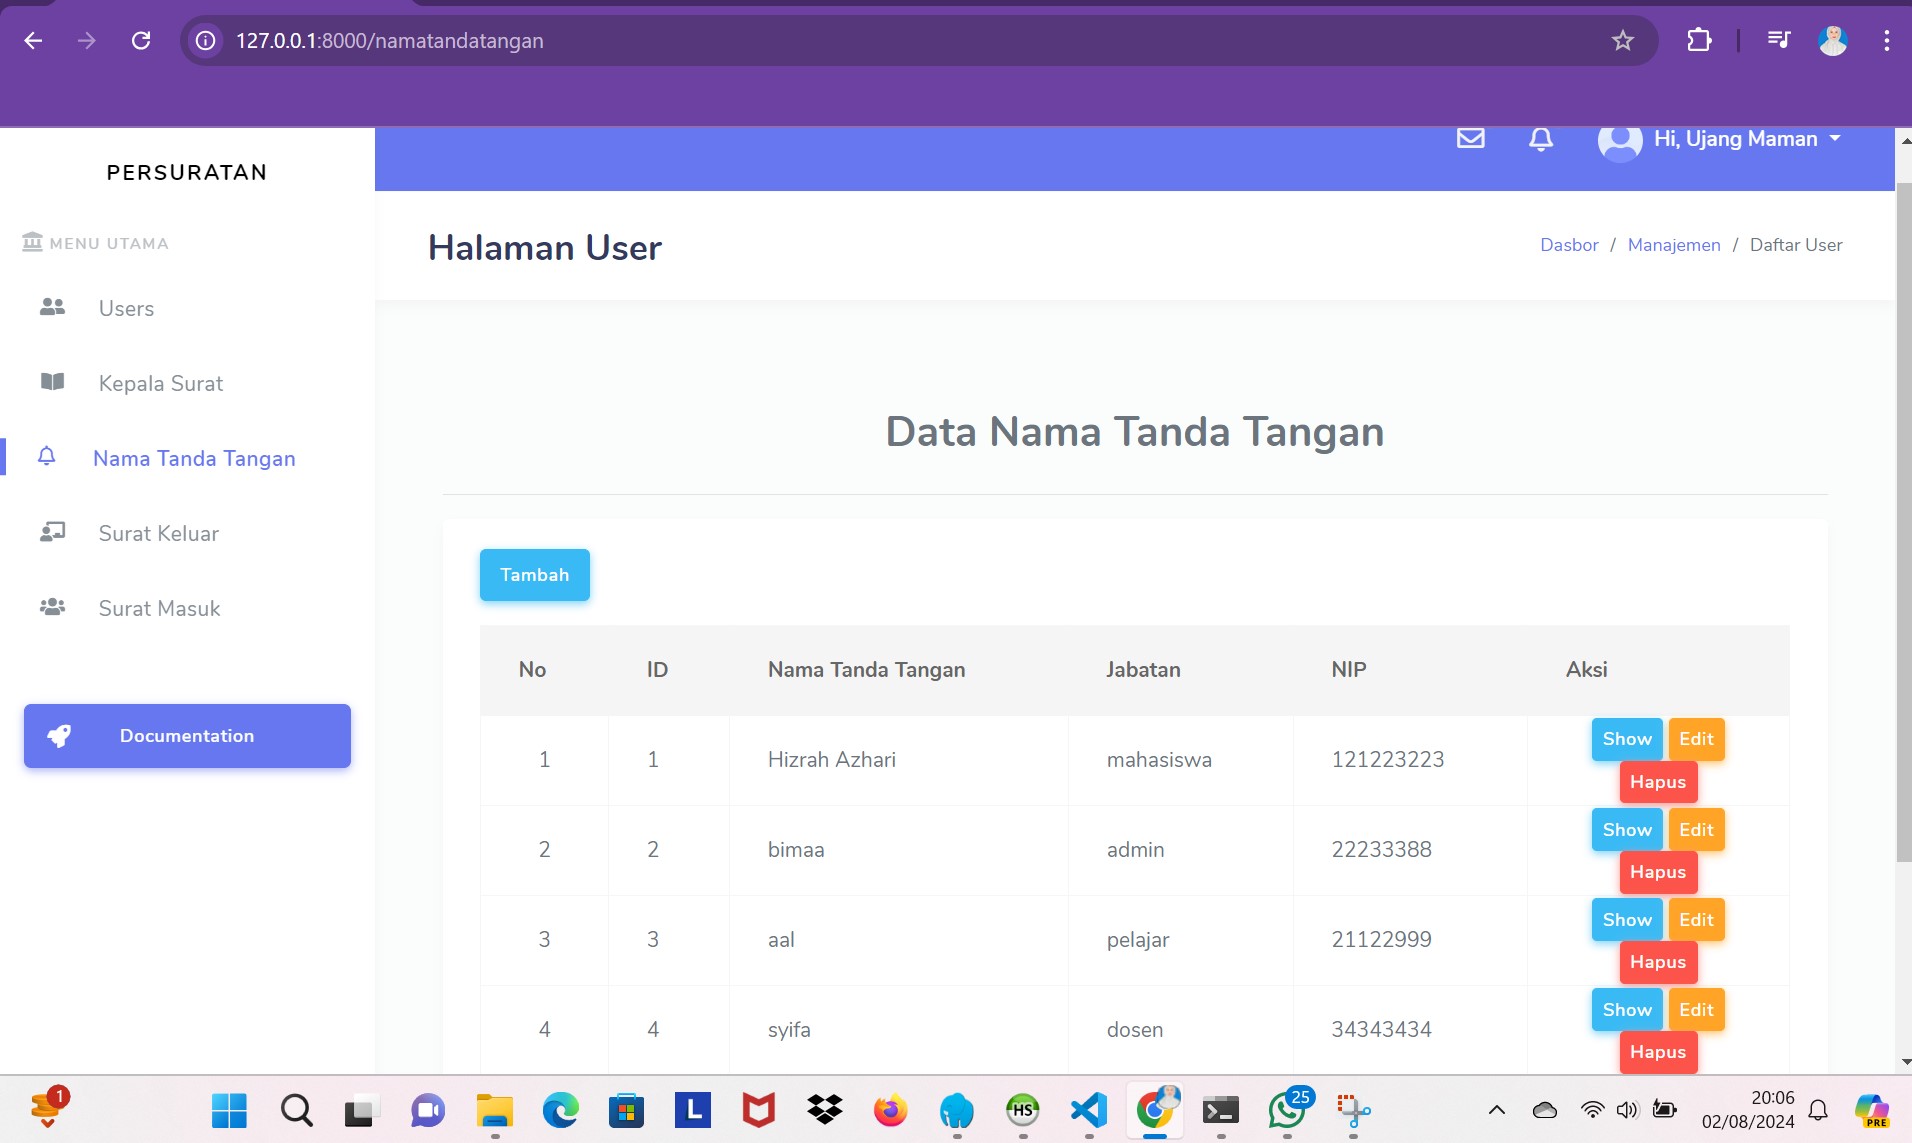 127.0.0.1:8000/namatandatangan
PERSURATAN
Hi, Ujang Maman
MENU UTAMA
Users
Kepala Surat
Nama Tanda Tangan
Surat Keluar
Surat Masuk
Documentation
Halaman User
Dasbor / Manajemen / Daftar User
Data Nama Tanda Tangan
Tambah
No ID Nama Tanda Tangan Jabatan NIP Aksi
1 1 Hizrah Azhari mahasiswa 121223223 Show Edit
Hapus
2 2 bimaa admin 22233388 Show Edit
Hapus
3 3 aal pelajar 21122999 Show Edit
Hapus
4 4 syifa dosen 34343434 Show Edit
Hapus
1
L
HS
25
20:06
02/08/2024
PRE